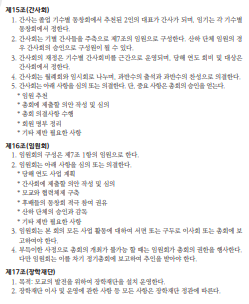 제15조(간사회)
1. 간사는 졸업 기수별 동창회에서 추천된 2인의 대표가 간사가 되며, 임기는 각 기수별
동창회에서 정한다.
2. 간사회는 기별 간사들을 주축으로 제7조의 임원으로 구성한다. 산하 단체 임원의 경
우 간사회의 승인으로 구성원이 될 수 있다.
3. 간사회의 재정은 기수별 간사회비를 근간으로 운영되며, 당해 연도 회비 및 대상은
간사회에서 정한다.
4. 간사회는 월례회와 임시회로 나누며, 과반수의 출석과 과반수의 찬성으로 의결한다.
5. 간사회는 아래 사항을 심의 또는 의결한다. 단, 중요 사항은 총회의 승인을 얻는다.
* 임원 추천
* 총회에 제출할 의안 작성 및 심의
* 총회 의결사항 수행
* 회원 명부 정리
* 기타 제반 필요한 사항
제16조(임원회)
1. 임원회의 구성은 제7조 1항의 임원으로 한다.
2. 임원회는 아래 사항을 심의 또는 의결한다.
* 당해 연도 사업 계획
* 간사회에 제출할 의안 작성 및 심의
* 모교와 협력체계 구축
* 후배들의 동창회 적극 참여 권유
* 산하 단체의 승인과 감독
* 기타 제반 필요한 사항
3. 임원회는 본 회의 모든 사업 활동에 대하여 서면 또는 구두로 이사회 또는 총회에 보
고하여야 한다.
4. 부득이한 사정으로 총회의 개최가 불가능 할 때는 임원회가 총회의 권한을 행사한다.
다만 임원회는 이를 차기 정기총회에 보고하여 추인을 받아야 한다.
제17조(장학재단)
1. 목적: 모교의 발전을 위하여 장학재단을 설치 운영한다.
2. 장학재단 이사 및 운영에 관한 사항 등 모든 사항은 장학재단 정관에 따른다.